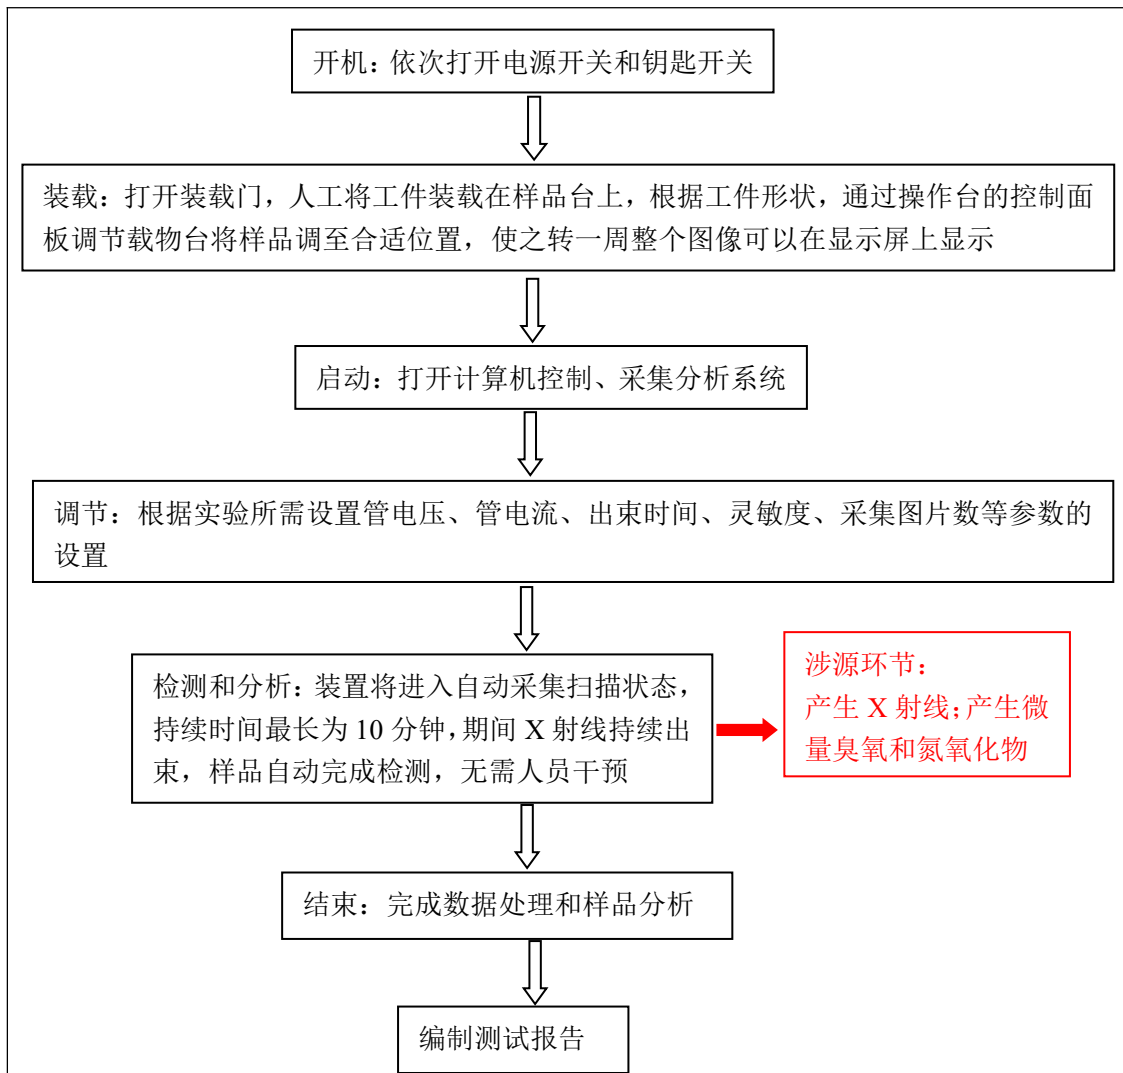 开机：依次打开电源开关和钥匙开关
装载：打开装载门，人工将工件装载在样品台上，根据工件形状，通过操作台的控制面
板调节载物台将样品调至合适位置，使之转一周整个图像可以在显示屏上显示
启动：打开计算机控制、采集分析系统
调节：根据实验所需设置管电压、管电流、出束时间、灵敏度、采集图片数等参数的
设置
检测和分析：装置将进入自动采集扫描状态，
持续时间最长为 10 分钟，期间 X 射线持续出
束，样品自动完成检测，无需人员干预
涉源环节：
产生 X 射线；产生微
量臭氧和氮氧化物
结束：完成数据处理和样品分析
编制测试报告